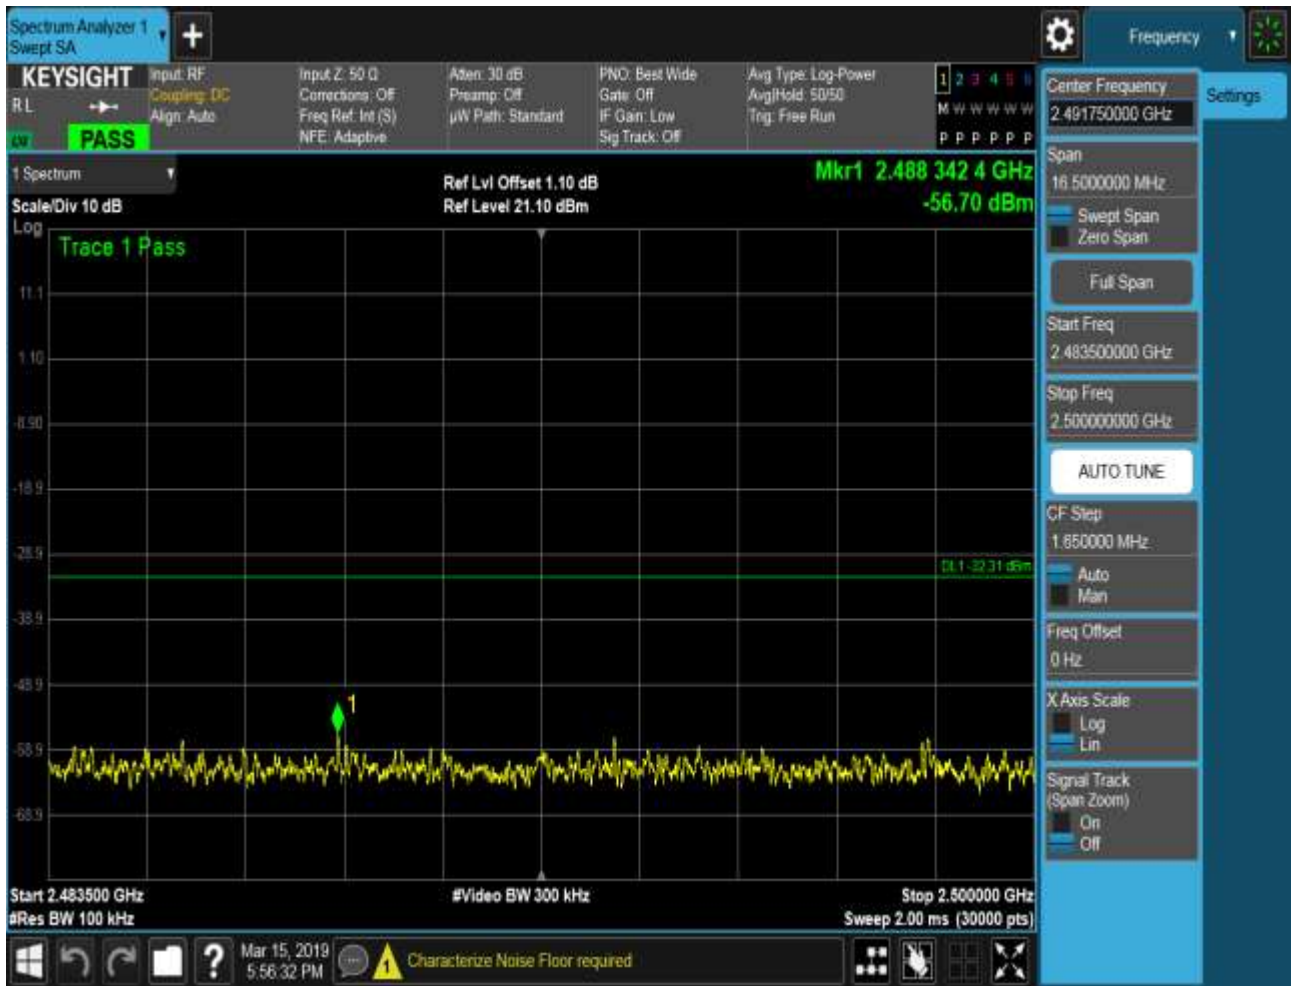 Spectrum Analyzer 1
Swept SA
Frequency
KEYSIGHT
R L
PASS
Input: RF
Coupling: DC
Align: Auto
Input Z: 50 Ω
Corrections: Off
Freq Ref: Int (S)
NFE: Adaptive
Atten: 30 dB
Preamp: Off
µW Path: Standard
PNO: Best Wide
Gate: Off
IF Gain: Low
Sig Track: Off
Avg Type: Log-Power
Avg|Hold: 50/50
Trig: Free Run
1 2 3 4 5 6
M W W W W W
P P P P P P
1 Spectrum
Scale/Div 10 dB
Ref Lvl Offset 1.10 dB
Ref Level 21.10 dBm
Mkr1 2.488 342 4 GHz
-56.70 dBm
Log
Trace 1 Pass
11.1
1.10
-8.90
-18.9
-28.9
DL1 -32.31 dBm
-38.9
-48.9
1
-58.9
-68.9
Start 2.483500 GHz
#Video BW 300 kHz
Stop 2.500000 GHz
#Res BW 100 kHz
Sweep 2.00 ms (30000 pts)
Center Frequency
2.491750000 GHz
Settings
Span
16.5000000 MHz
Swept Span
Zero Span
Full Span
Start Freq
2.483500000 GHz
Stop Freq
2.500000000 GHz
AUTO TUNE
CF Step
1.650000 MHz
Auto
Man
Freq Offset
0 Hz
X Axis Scale
Log
Lin
Signal Track
(Span Zoom)
On
Off
?
Mar 15, 2019
5:56:32 PM
1
Characterize Noise Floor required